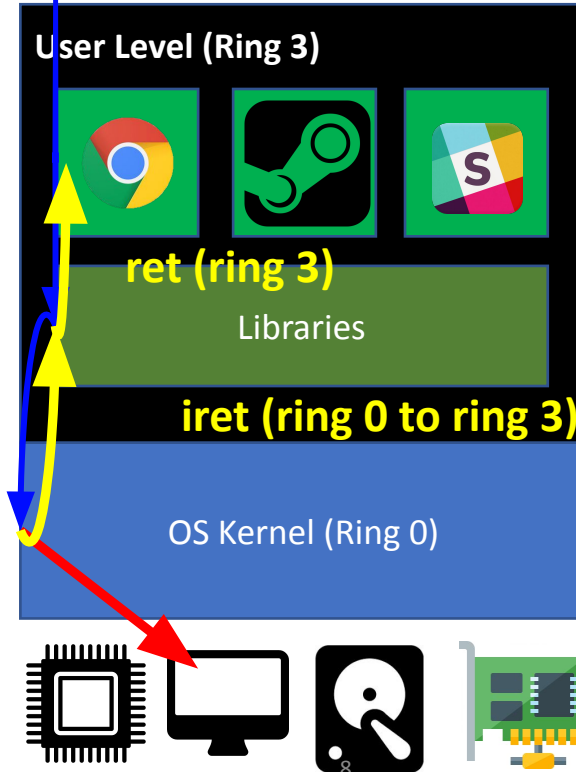 User Level (Ring 3)
S
ret (ring 3)
Libraries
iret (ring 0 to ring 3)
OS Kernel (Ring 0)
8